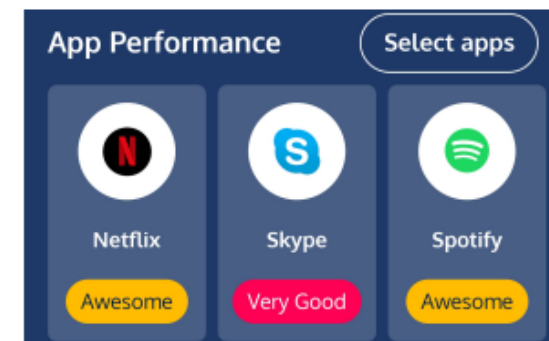 App Performance
Select apps
N
S
Netflix
Skype
Spotify
Awesome
Very Good
Awesome